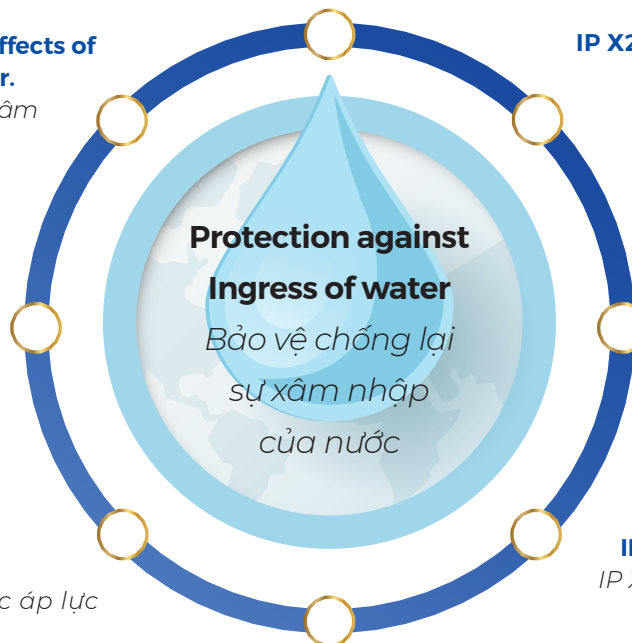 ffects of
r.
âm
IP X2
Protection against
Ingress of water
Bảo vệ chống lại
sự xâm nhập
của nước
c áp lực
I
IP X